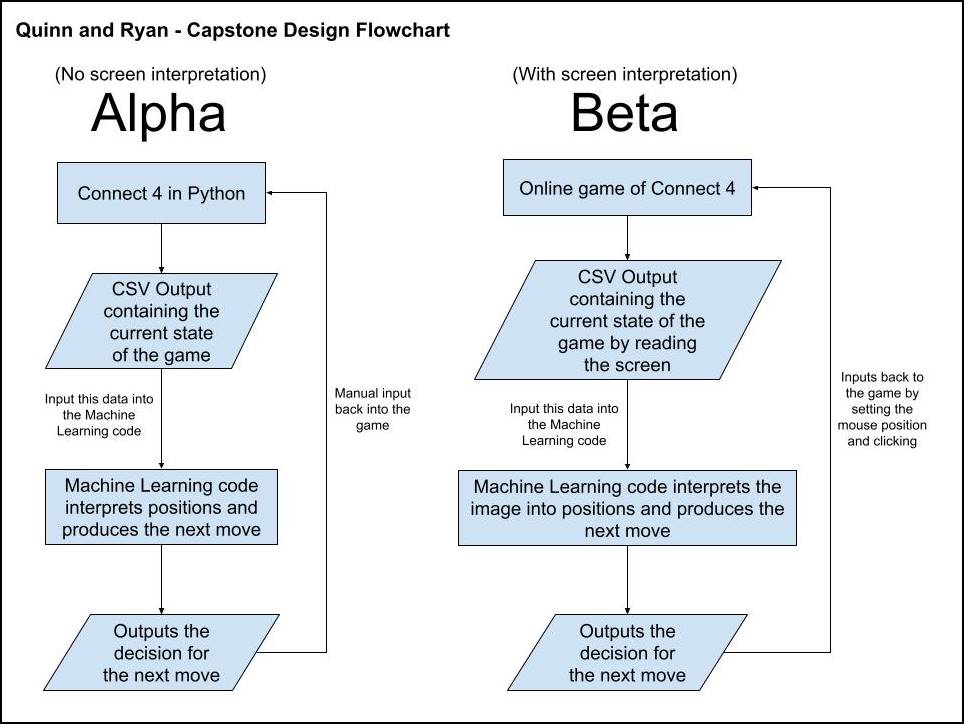 Quinn and Ryan - Capstone Design Flowchart
(No screen interpretation)
Alpha
Connect 4 in Python
CSV Output
containing the
current state
of the game
Input this data into
the Machine
Learning code
Manual input
back into the
game
Machine Learning code
interprets positions and
produces the next move
Outputs the
decision for
the next move
(With screen interpretation)
Beta
Online game of Connect 4
CSV Output
containing the
current state of the
game by reading
the screen
Input this data into
the Machine
Learning code
Inputs back to
the game by
setting the
mouse position
and clicking
Machine Learning code interprets the
image into positions and produces the
next move
Outputs the
decision for
the next move